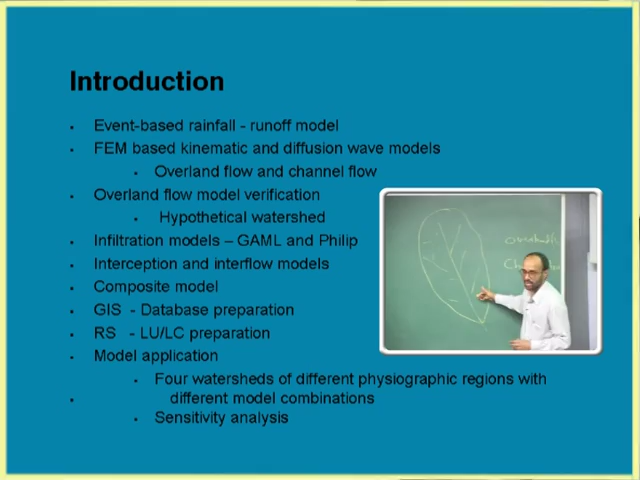 Introduction
Event-based rainfall - runoff model
FEM based kinematic and diffusion wave models
Overland flow and channel flow
Overland flow model verification
Hypothetical watershed
Infiltration models – GAML and Philip
Interception and interflow models
Composite model
GIS - Database preparation
RS - LU/LC preparation
Model application
Four watersheds of different physiographic regions with
different model combinations
Sensitivity analysis